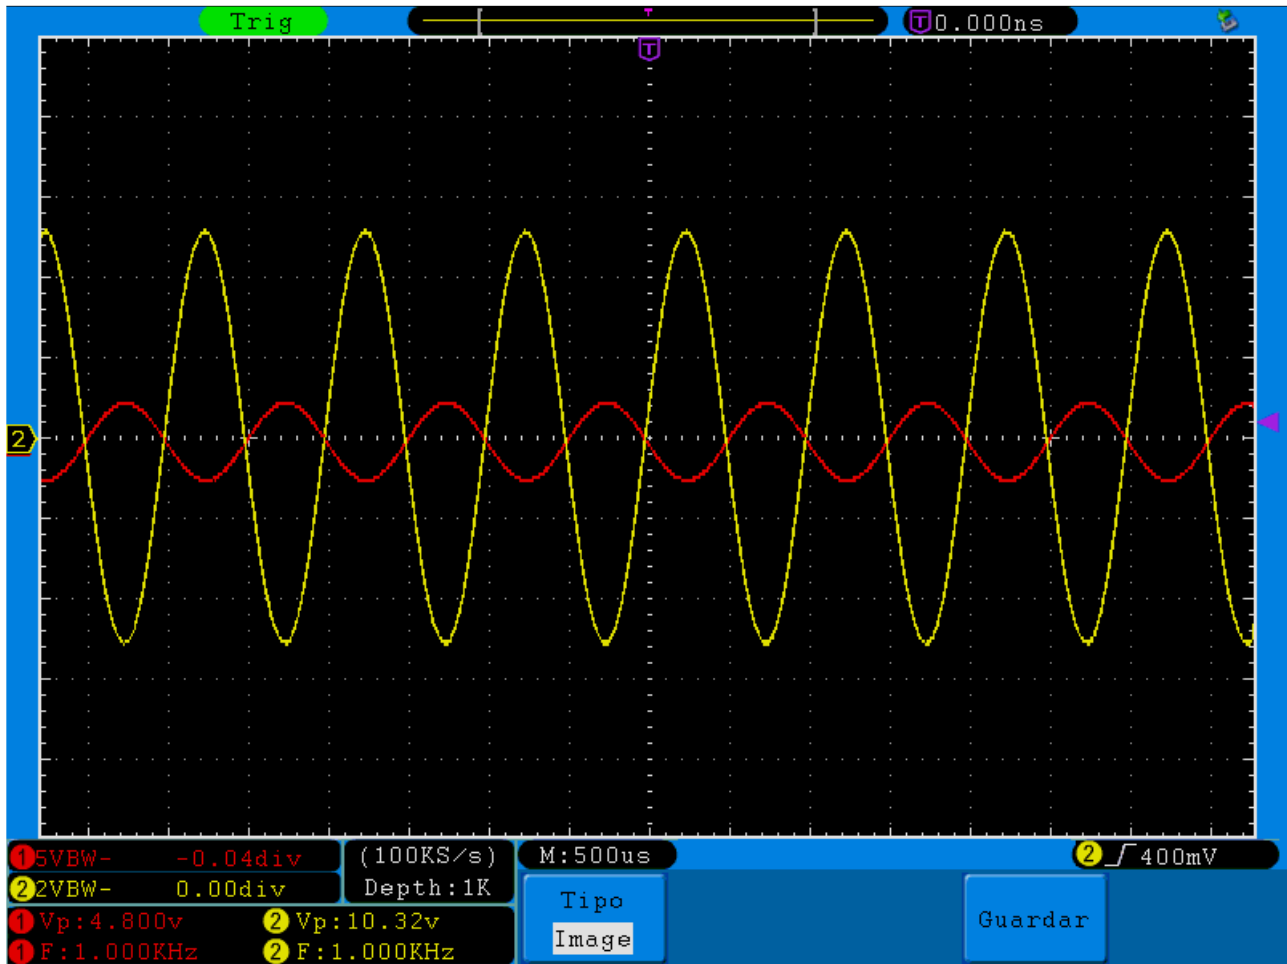 Trig
T
T 0.000ns
T
2
1 5VBW- -0.04div
2 2VBW- 0.00div
(100KS/s)
Depth:1K
M:500us
2 400mV
1 Vp:4.800v 2 Vp:10.32v
1 F:1.000KHz 2 F:1.000KHz
Tipo
Image
Guardar